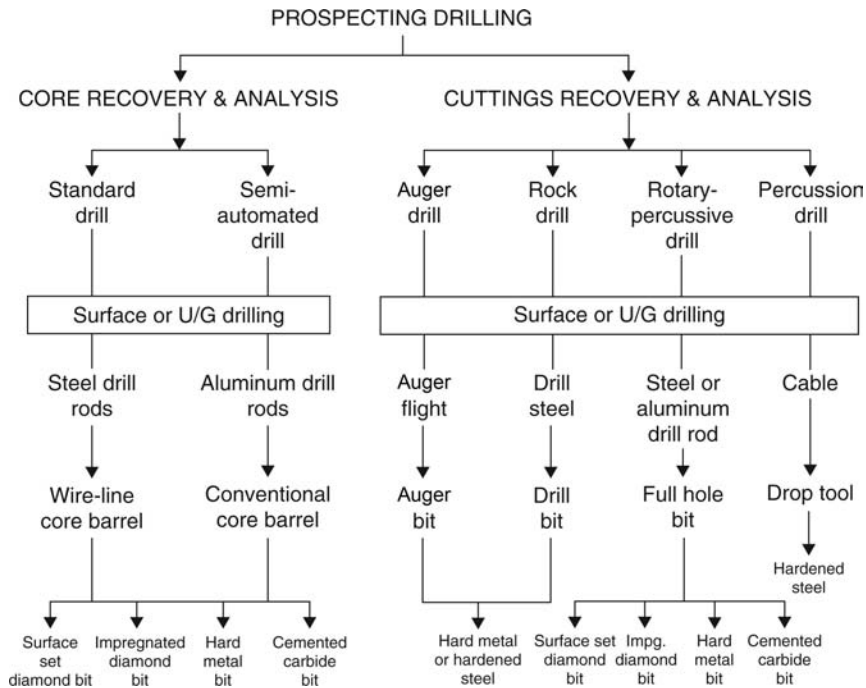 PROSPECTING DRILLING
CORE RECOVERY & ANALYSIS
CUTTINGS RECOVERY & ANALYSIS
Standard
drill
Semi-
automated
drill
Auger
drill
Rock
drill
Rotary-
percussive
drill
Percussion
drill
Surface or U/G drilling
Surface or U/G drilling
Steel drill
rods
Aluminum drill
rods
Auger
flight
Drill
steel
Steel or
aluminum
drill rod
Cable
Wire-line
core barrel
Conventional
core barrel
Auger
bit
Drill
bit
Full hole
bit
Drop tool
Hardened
steel
Surface
set
diamond bit
Impregnated
diamond
bit
Hard
metal
bit
Cemented
carbide
bit
Hard metal
or hardened
steel
Surface set
diamond
bit
Impg.
diamond
bit
Hard
metal
bit
Cemented
carbide
bit